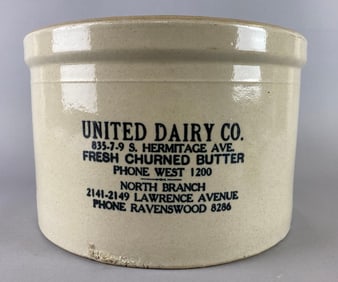 UNITED DAIRY CO.
835-7-9 S. HERMITAGE AVE.
FRESH CHURNED BUTTER
PHONE WEST 1200
NORTH BRANCH
2141-2149 LAWRENCE AVENUE
PHONE RAVENSWOOD 8286